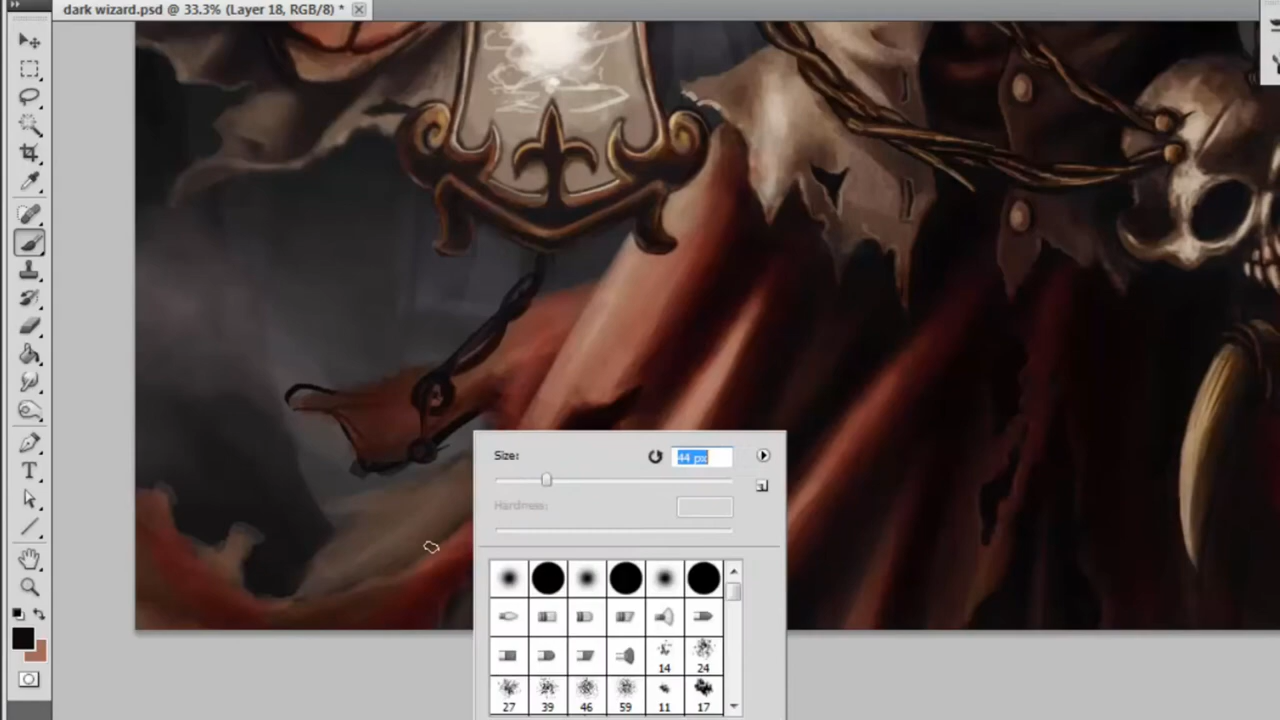 dark wizard.psd @ 33.3% (Layer 18, RGB/8) *
Size:
44 px
Hardness:
14 24
27 39 46 59 11 17
T